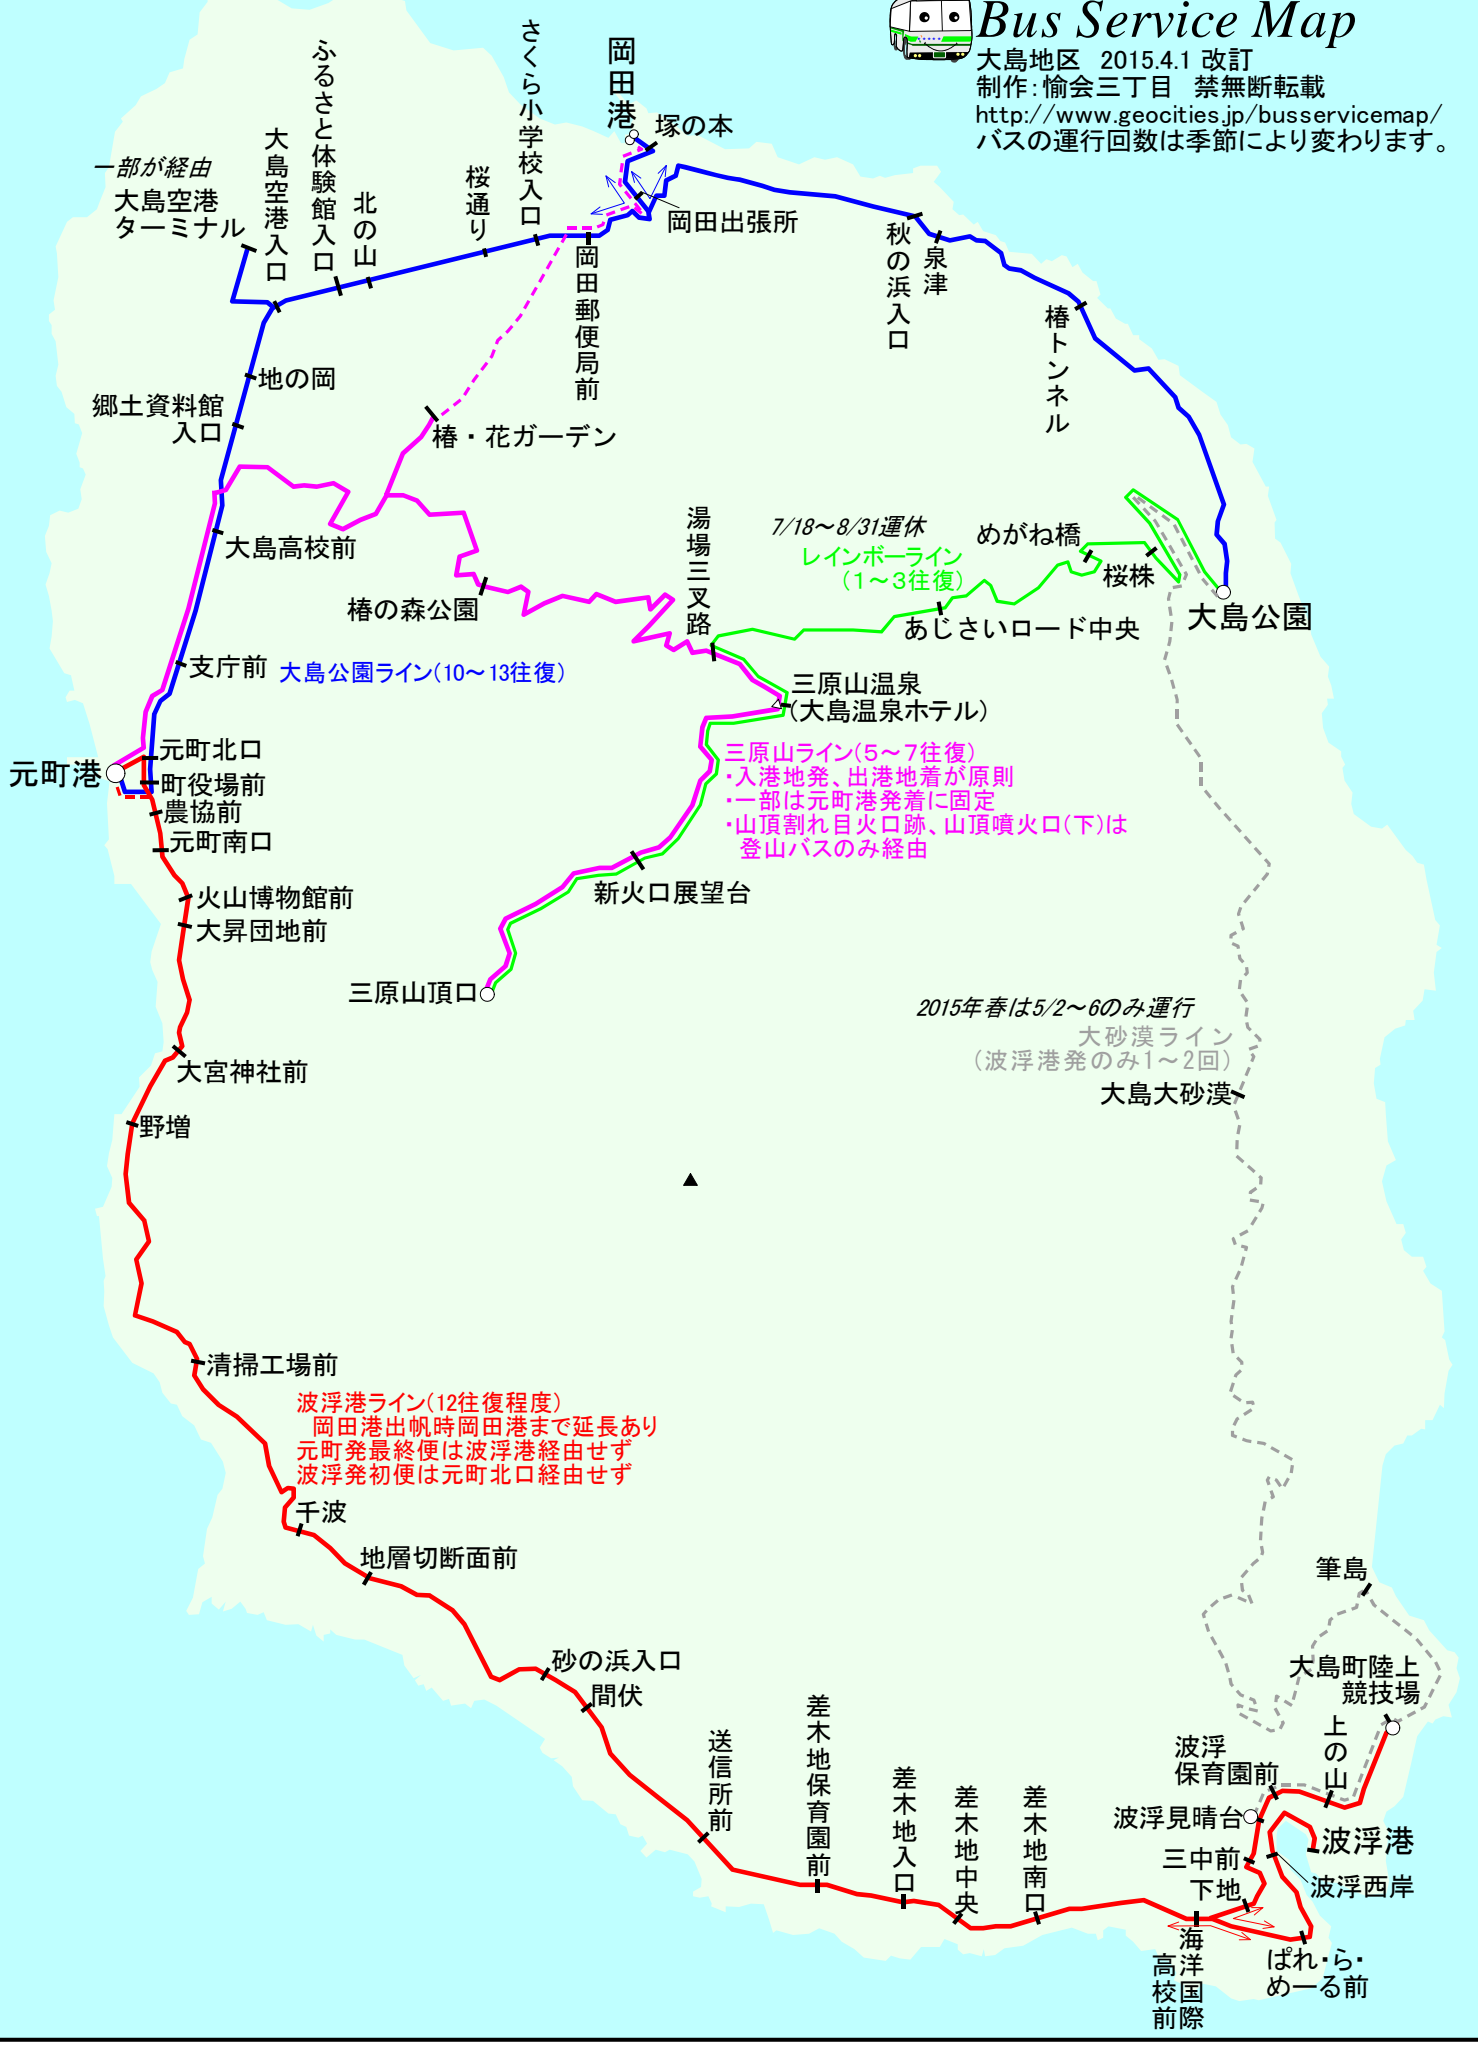 Bus Service Map
大島地区 2015.4.1 改訂
制作:愉会三丁目 禁無断転載
http://www.geocities.jp/busservicemap/
バスの運行回数は季節により変わります。
岡田港
塚の本
さくら小学校入口
ふるさと体験館入口
大島空港入口
一部が経由
大島空港
ターミナル
北の山
桜通り
岡田出張所
岡田郵便局前
秋の浜入口
泉津
椿トンネル
地の岡
郷土資料館
入口
椿・花ガーデン
大島高校前
椿の森公園
湯場三叉路
7/18～8/31運休
レインボーライン
(1～3往復)
めがね橋
桜株
大島公園
あじさいロード中央
支庁前
大島公園ライン(10～13往復)
三原山温泉
(大島温泉ホテル)
元町港
元町北口
町役場前
農協前
元町南口
三原山ライン(5～7往復)
・入港地発、出港地着が原則
・一部は元町港発着に固定
・山頂割れ目火口跡、山頂噴火口(下)は
登山バスのみ経由
新火口展望台
火山博物館前
大昇団地前
三原山頂口
2015年春は5/2～6のみ運行
大砂漠ライン
(波浮港発のみ1～2回)
大島大砂漠
大宮神社前
野増
清掃工場前
波浮港ライン(12往復程度)
岡田港出帆時岡田港まで延長あり
元町発最終便は波浮港経由せず
波浮発初便は元町北口経由せず
千波
地層切断面前
筆島
砂の浜入口
間伏
大島町陸上
競技場
送信所前
差木地保育園前
差木地入口
差木地中央
差木地南口
波浮
保育園前
上の山
波浮見晴台
波浮港
三中前
下地
波浮西岸
海洋国際
高校前
ぱれ・ら・
めーる前